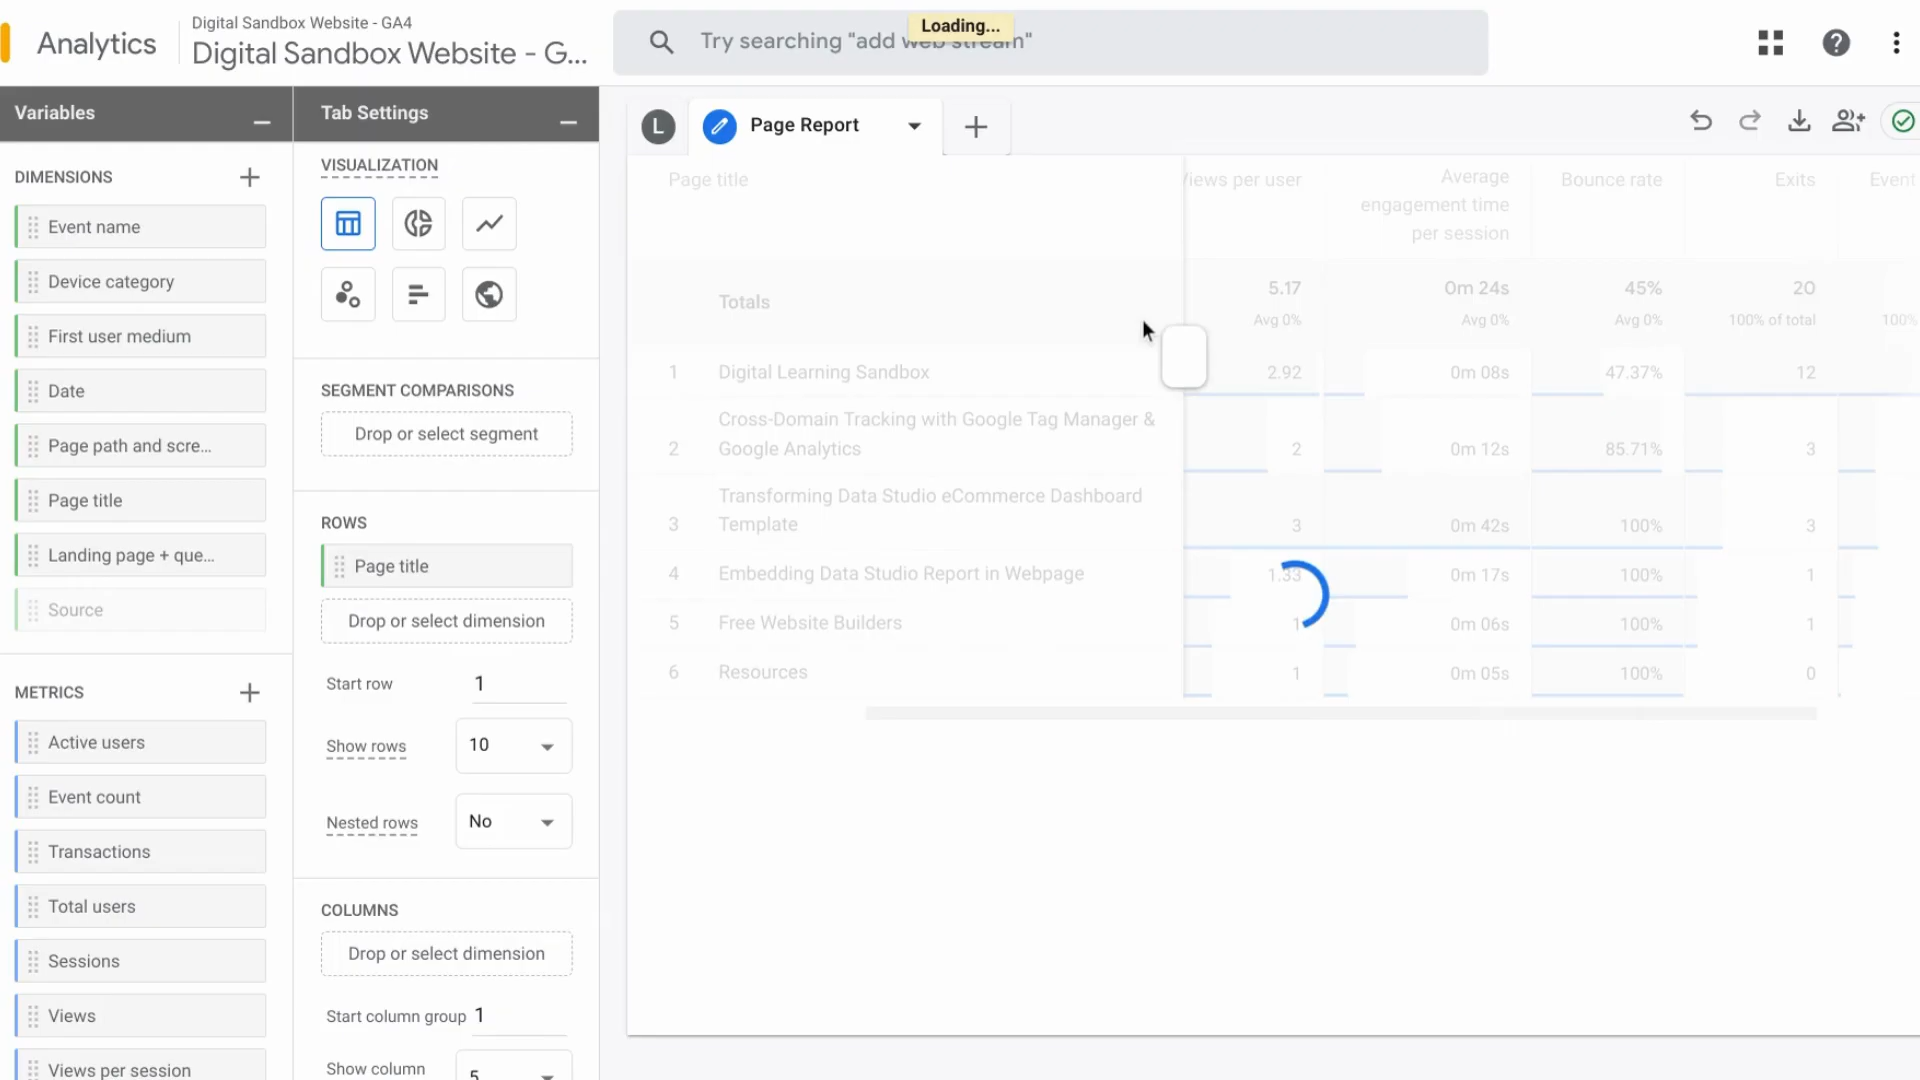 Analytics
Digital Sandbox Website - GA4
Digital Sandbox Website - G...
Try searching "add web stream"
Loading...
Variables
Tab Settings
L
Page Report
DIMENSIONS
Event name
Device category
First user medium
Date
Page path and scre...
Page title
Landing page + que...
Source
METRICS
Active users
Event count
Transactions
Total users
Sessions
Views
Views per session
VISUALIZATION
SEGMENT COMPARISONS
Drop or select segment
ROWS
Page title
Drop or select dimension
Start row 1
Show rows 10
Nested rows No
COLUMNS
Drop or select dimension
Start column group 1
Show column 5
Page title Views per user Average Bounce rate Exits Event
engagement time
per session
Totals 5.17 0m 24s 45% 20
Avg 0% Avg 0% Avg 0% 100% of total 100%
1 Digital Learning Sandbox 2.92 0m 08s 47.37% 12
Cross-Domain Tracking with Google Tag Manager &
2 Google Analytics 2 0m 12s 85.71% 3
Transforming Data Studio eCommerce Dashboard
3 Template 3 0m 42s 100% 3
4 Embedding Data Studio Report in Webpage 1.33 0m 17s 100% 1
5 Free Website Builders 1 0m 06s 100% 1
6 Resources 1 0m 05s 100% 0